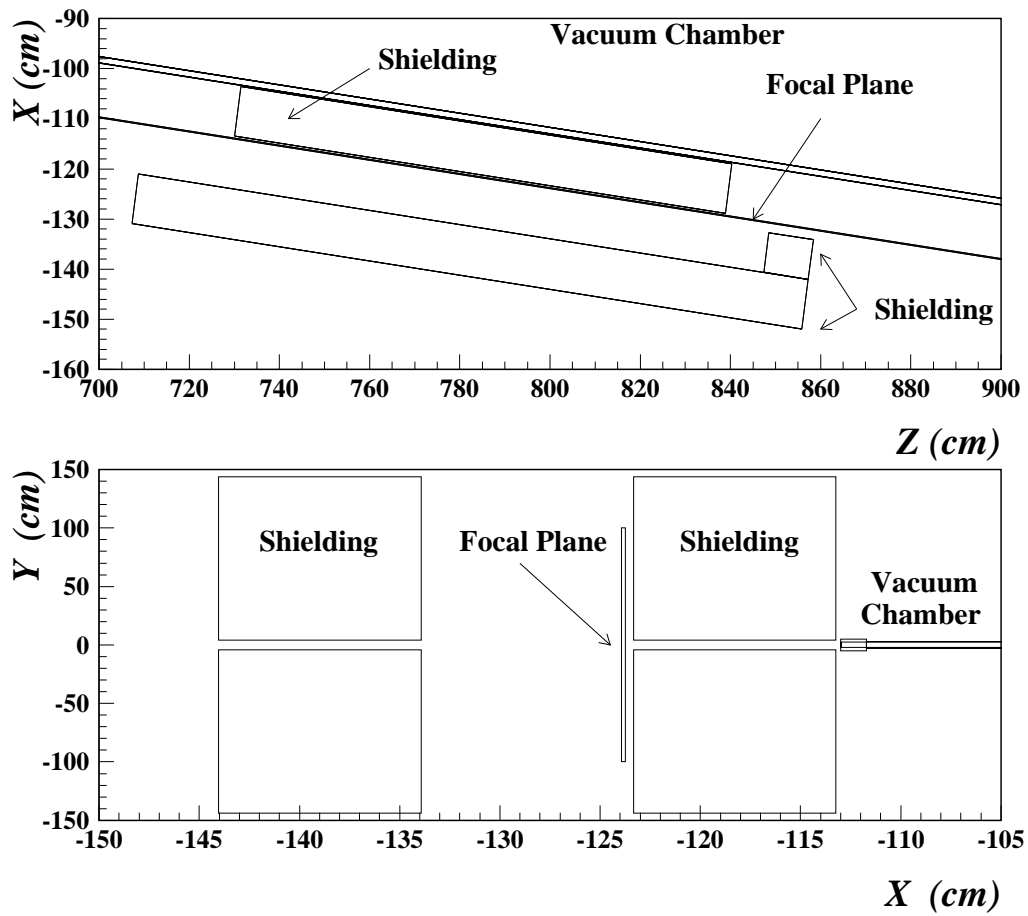 -90
-100
-110
-120
-130
-140
-150
-160
X (cm)
Vacuum Chamber
Shielding
Focal Plane
Shielding
700 720 740 760 780 800 820 840 860 880 900
Z (cm)
150
100
50
0
-50
-100
-150
Y (cm)
Shielding
Focal Plane
Shielding
Vacuum
Chamber
-150 -145 -140 -135 -130 -125 -120 -115 -110 -105
X (cm)